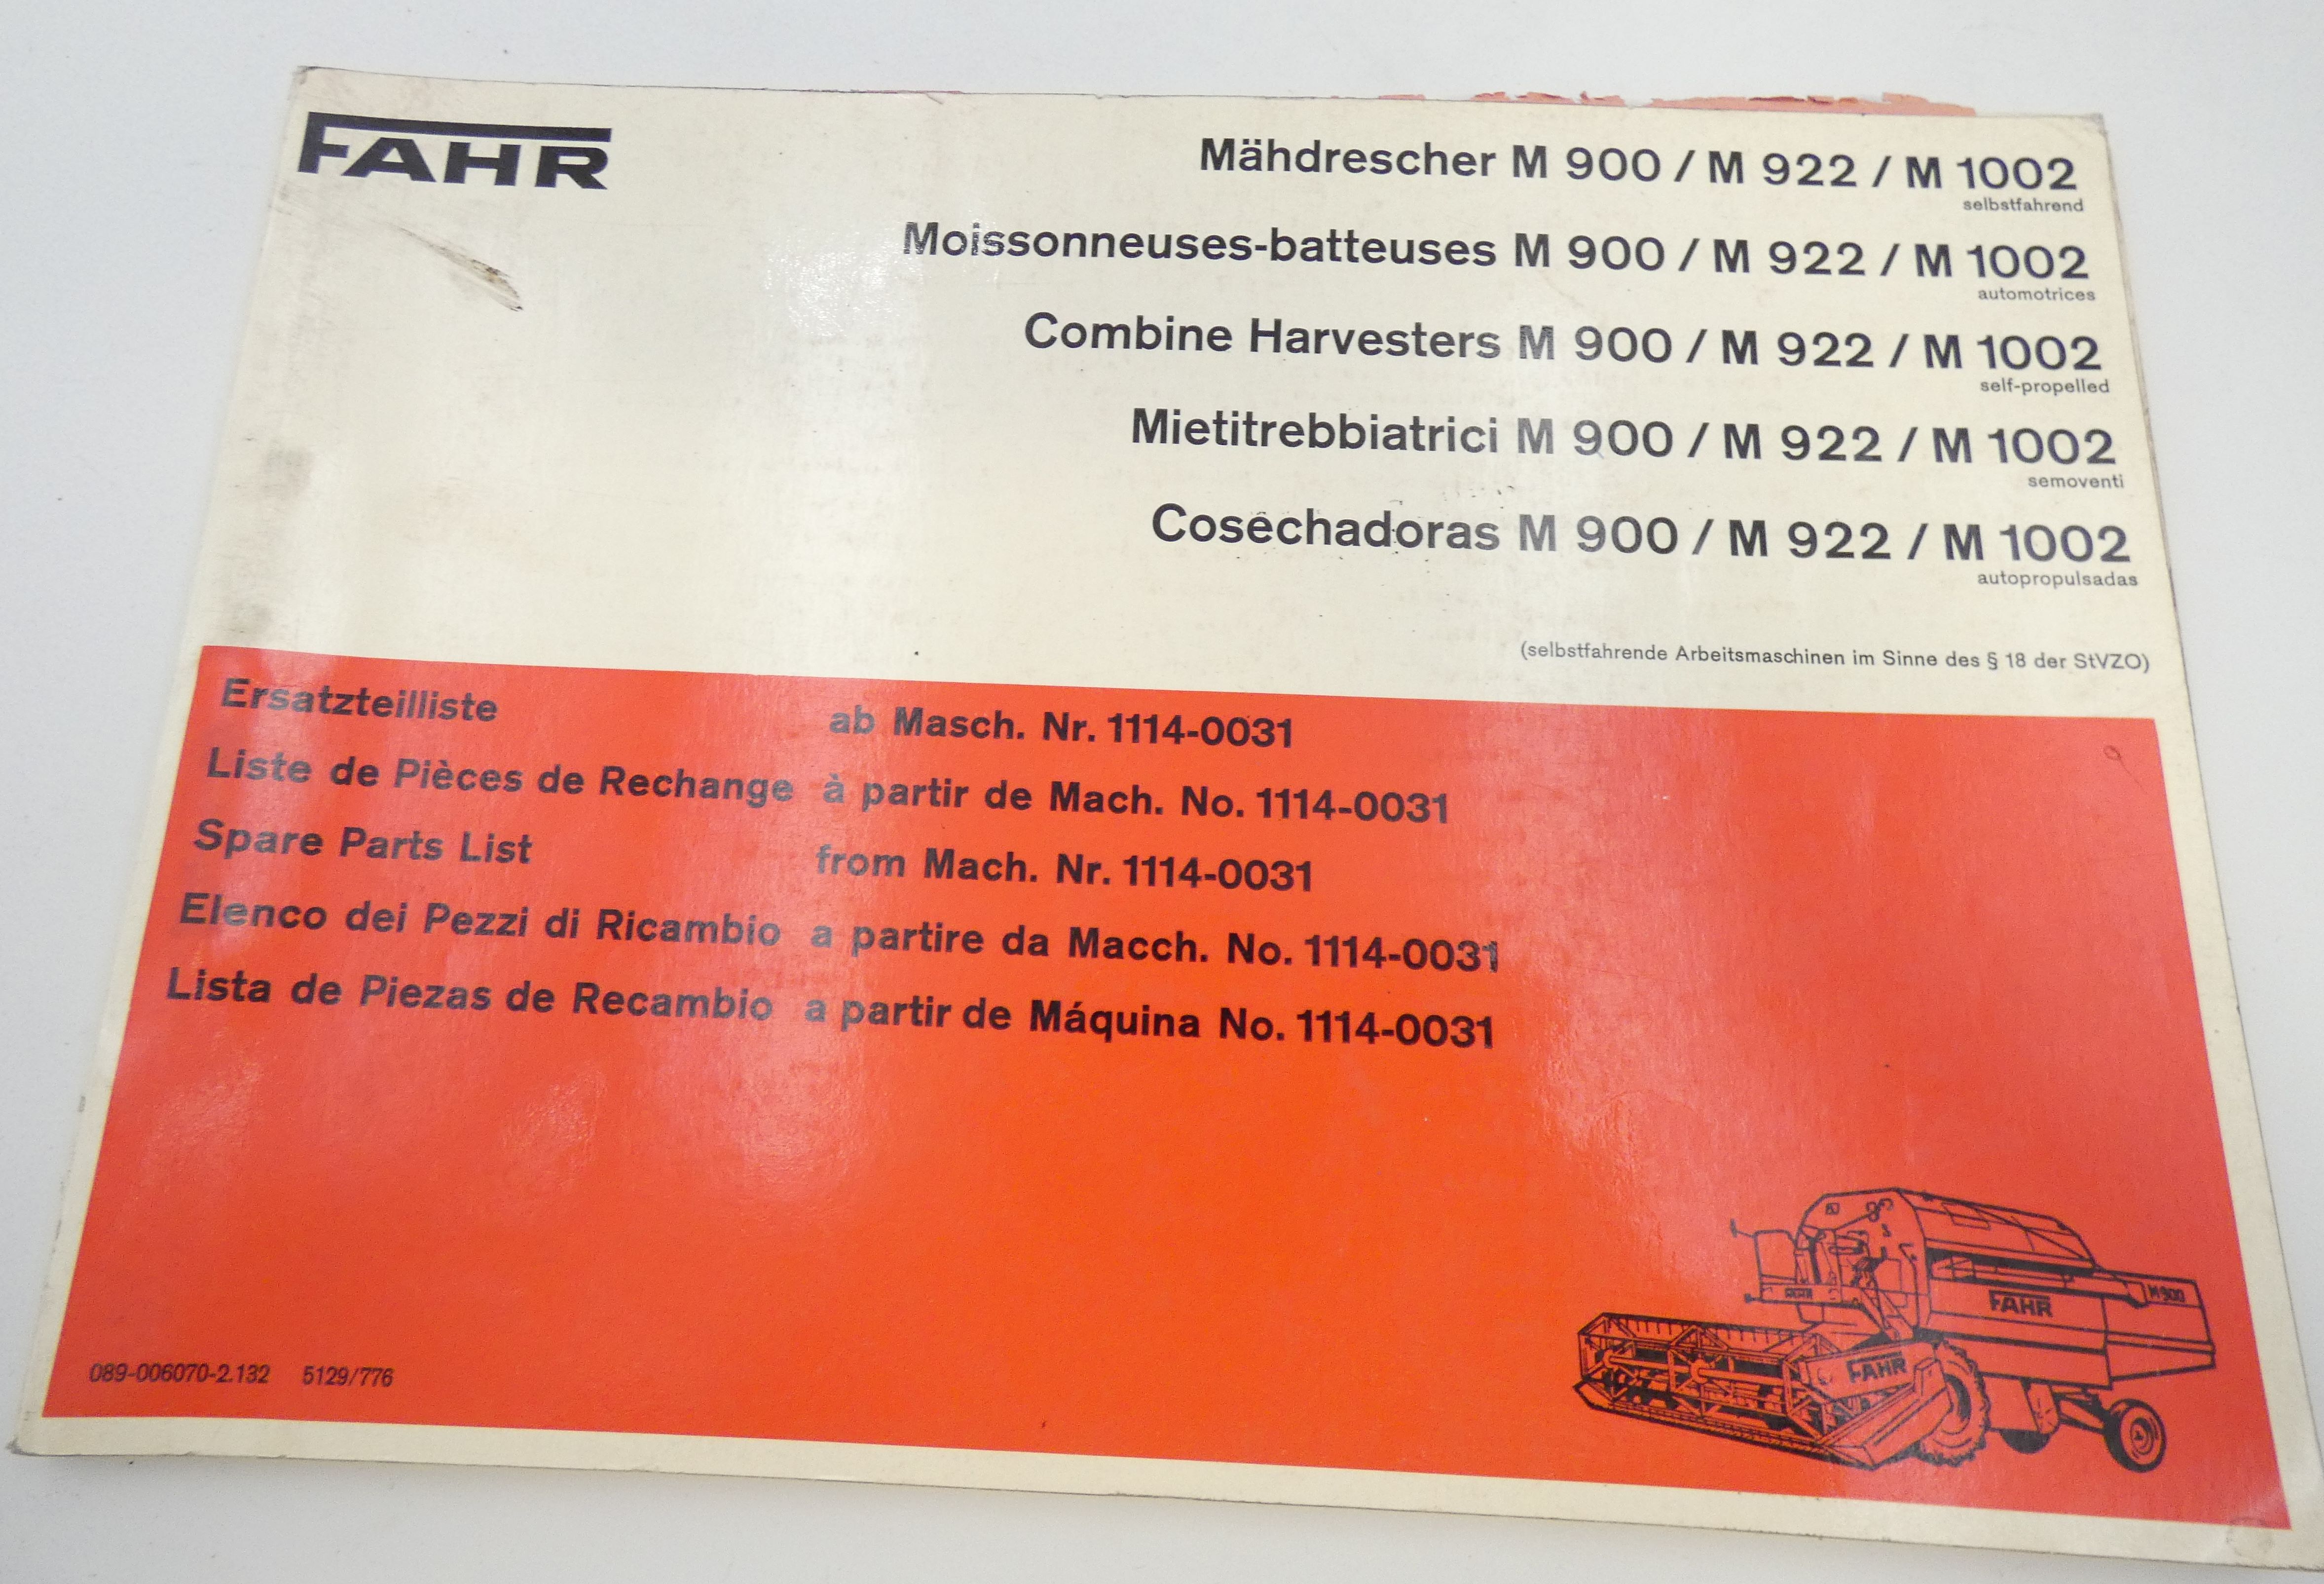 FAHR
Mähdrescher M 900 / M 922 / M 1002
selbstfahrend
Moissonneuses-batteuses M 900 / M 922 / M 1002
automotrices
Combine Harvesters M 900 / M 922 / M 1002
self-propelled
Mietitrebbiatrici M 900 / M 922 / M 1002
semoventi
Cosechadoras M 900 / M 922 / M 1002
autopropulsadas
(selbstfahrende Arbeitsmaschinen im Sinne des § 18 der StVZO)
Ersatzteilliste ab Masch. Nr. 1114-0031
Liste de Pièces de Rechange à partir de Mach. No. 1114-0031
Spare Parts List from Mach. Nr. 1114-0031
Elenco dei Pezzi di Ricambio a partire da Macch. No. 1114-0031
Lista de Piezas de Recambio a partir de Máquina No. 1114-0031
M 900
FAHR
FAHR
089-006070-2.132 5129/776